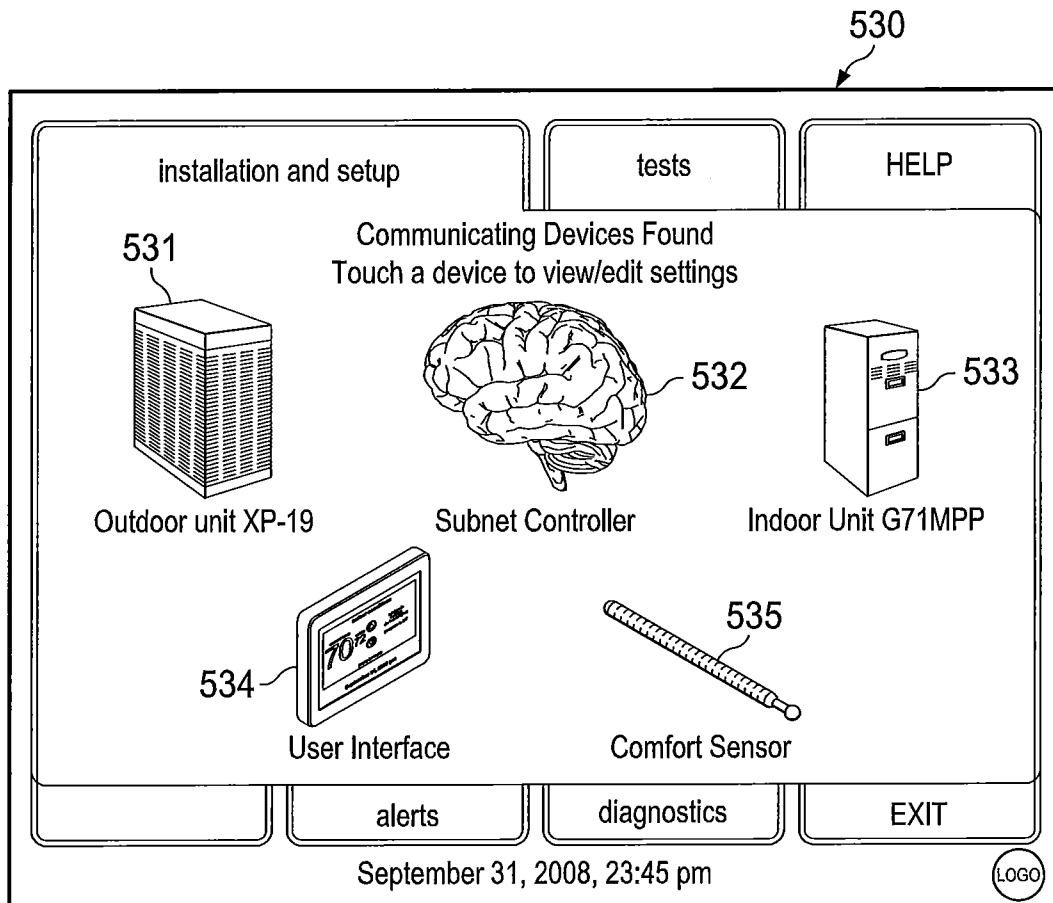 530
installation and setup
tests
HELP
Communicating Devices Found
Touch a device to view/edit settings
531
532
533
Outdoor unit XP-19
Subnet Controller
Indoor Unit G71MPP
534
70
72
535
User Interface
Comfort Sensor
alerts
diagnostics
EXIT
September 31, 2008, 23:45 pm
LOGO